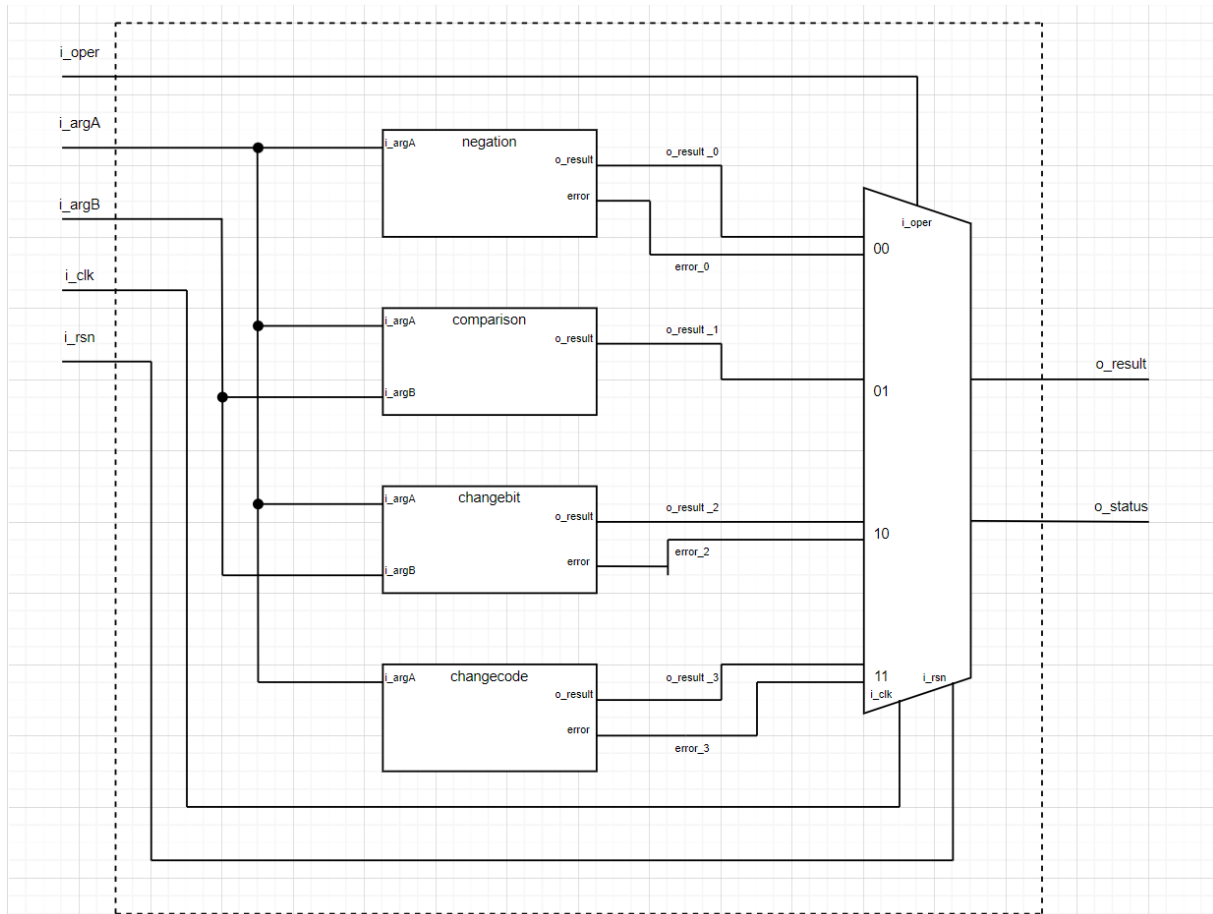 i_oper
i_argA
i_argB
i_clk
i_rsn
negation
i_argA
o_result
error
o_result _0
error_0
comparison
i_argA
o_result
i_argB
o_result _1
changebit
i_argA
o_result
error
i_argB
o_result _2
error_2
changecode
i_argA
o_result
error
o_result _3
error_3
i_oper
00
01
10
11
i_clk
i_rsn
o_result
o_status